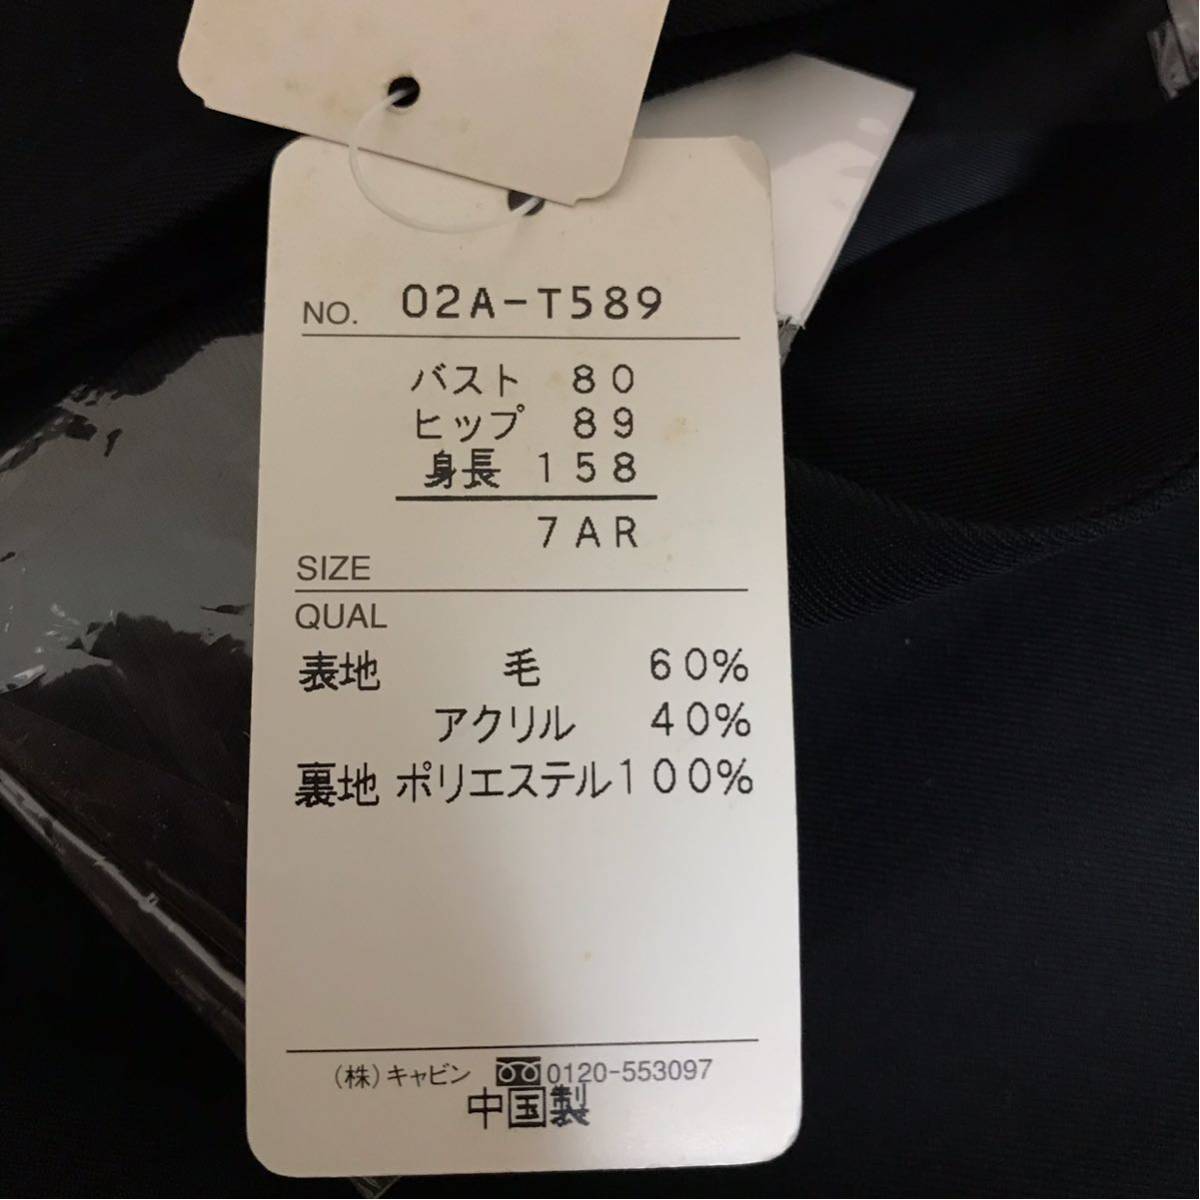 NO. 02A-T589
バスト 80
ヒップ 89
身長 158
7AR
SIZE
QUAL
表地 毛 60%
アクリル 40%
裏地 ポリエステル100%
(株)キャビン 0120-553097
中国製